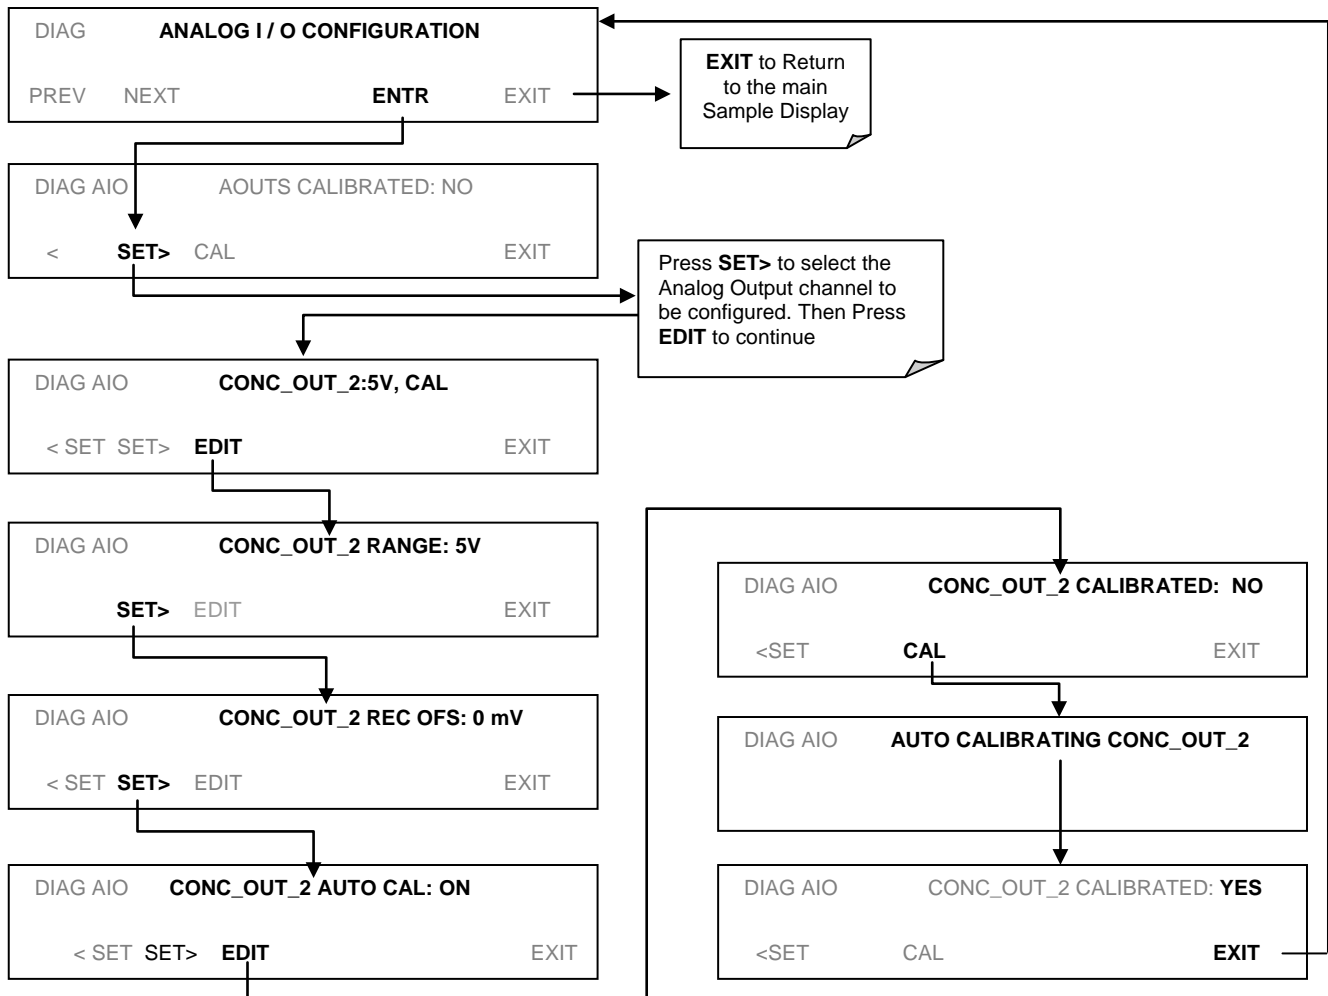 DIAG ANALOG I / O CONFIGURATION
PREV NEXT ENTR EXIT
EXIT to Return
to the main
Sample Display
DIAG AIO AOUTS CALIBRATED: NO
< SET> CAL EXIT
Press SET> to select the
Analog Output channel to
be configured. Then Press
EDIT to continue
DIAG AIO CONC_OUT_2:5V, CAL
< SET SET> EDIT EXIT
DIAG AIO CONC_OUT_2 RANGE: 5V
SET> EDIT EXIT
DIAG AIO CONC_OUT_2 REC OFS: 0 mV
< SET SET> EDIT EXIT
DIAG AIO CONC_OUT_2 AUTO CAL: ON
< SET SET> EDIT EXIT
DIAG AIO CONC_OUT_2 CALIBRATED: NO
<SET CAL EXIT
DIAG AIO AUTO CALIBRATING CONC_OUT_2
DIAG AIO CONC_OUT_2 CALIBRATED: YES
<SET CAL EXIT